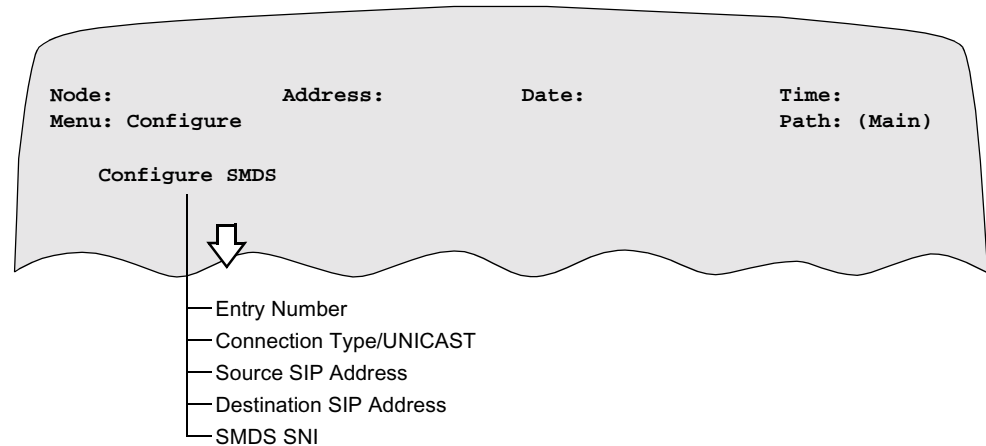 Node: Address: Date: Time:
Menu: Configure Path: (Main)
Configure SMDS
Entry Number
Connection Type/UNICAST
Source SIP Address
Destination SIP Address
SMDS SNI